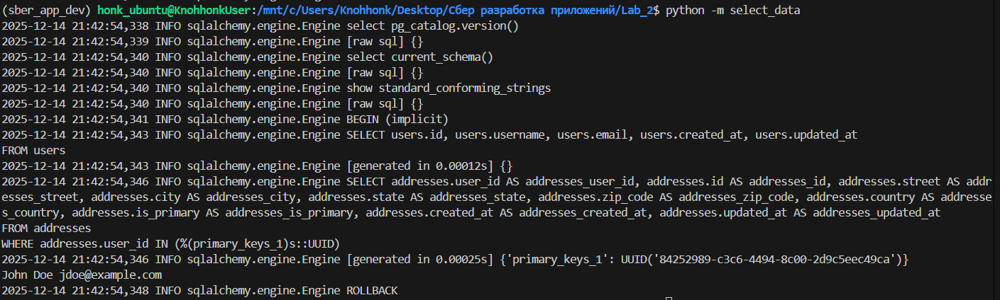 (sber_app_dev) honk_ubuntu@KnohhonkUser:/mnt/c/Users/Knohhonk/Desktop/Сбер разработка приложений/Lab_2$ python -m select_data
2025-12-14 21:42:54,338 INFO sqlalchemy.engine.Engine select pg_catalog.version()
2025-12-14 21:42:54,339 INFO sqlalchemy.engine.Engine [raw sql] {}
2025-12-14 21:42:54,340 INFO sqlalchemy.engine.Engine select current_schema()
2025-12-14 21:42:54,340 INFO sqlalchemy.engine.Engine [raw sql] {}
2025-12-14 21:42:54,340 INFO sqlalchemy.engine.Engine show standard_conforming_strings
2025-12-14 21:42:54,340 INFO sqlalchemy.engine.Engine [raw sql] {}
2025-12-14 21:42:54,341 INFO sqlalchemy.engine.Engine BEGIN (implicit)
2025-12-14 21:42:54,343 INFO sqlalchemy.engine.Engine SELECT users.id, users.username, users.email, users.created_at, users.updated_at
FROM users
2025-12-14 21:42:54,343 INFO sqlalchemy.engine.Engine [generated in 0.00012s] {}
2025-12-14 21:42:54,346 INFO sqlalchemy.engine.Engine SELECT addresses.user_id AS addresses_user_id, addresses.id AS addresses_id, addresses.street AS addr
esses_street, addresses.city AS addresses_city, addresses.state AS addresses_state, addresses.zip_code AS addresses_zip_code, addresses.country AS addresse
s_country, addresses.is_primary AS addresses_is_primary, addresses.created_at AS addresses_created_at, addresses.updated_at AS addresses_updated_at
FROM addresses
WHERE addresses.user_id IN (%(primary_keys_1)s::UUID)
2025-12-14 21:42:54,346 INFO sqlalchemy.engine.Engine [generated in 0.00025s] {'primary_keys_1': UUID('84252989-c3c6-4494-8c00-2d9c5eec49ca')}
John Doe jdoe@example.com
2025-12-14 21:42:54,348 INFO sqlalchemy.engine.Engine ROLLBACK